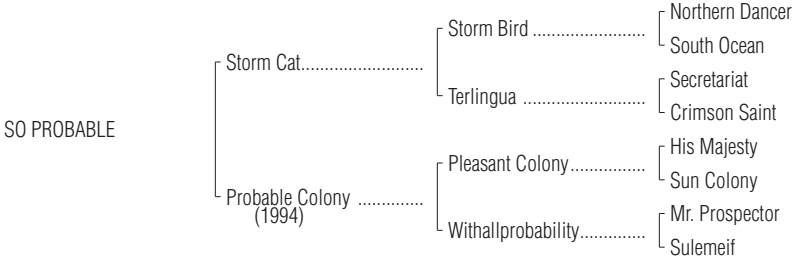 Northern Dancer
Storm Bird ........................
South Ocean
Storm Cat..........................
Secretariat
Terlingua ..........................
Crimson Saint
SO PROBABLE
His Majesty
Pleasant Colony................
Sun Colony
Probable Colony ..............
(1994)
Mr. Prospector
Withallprobability..............
Sulemeif